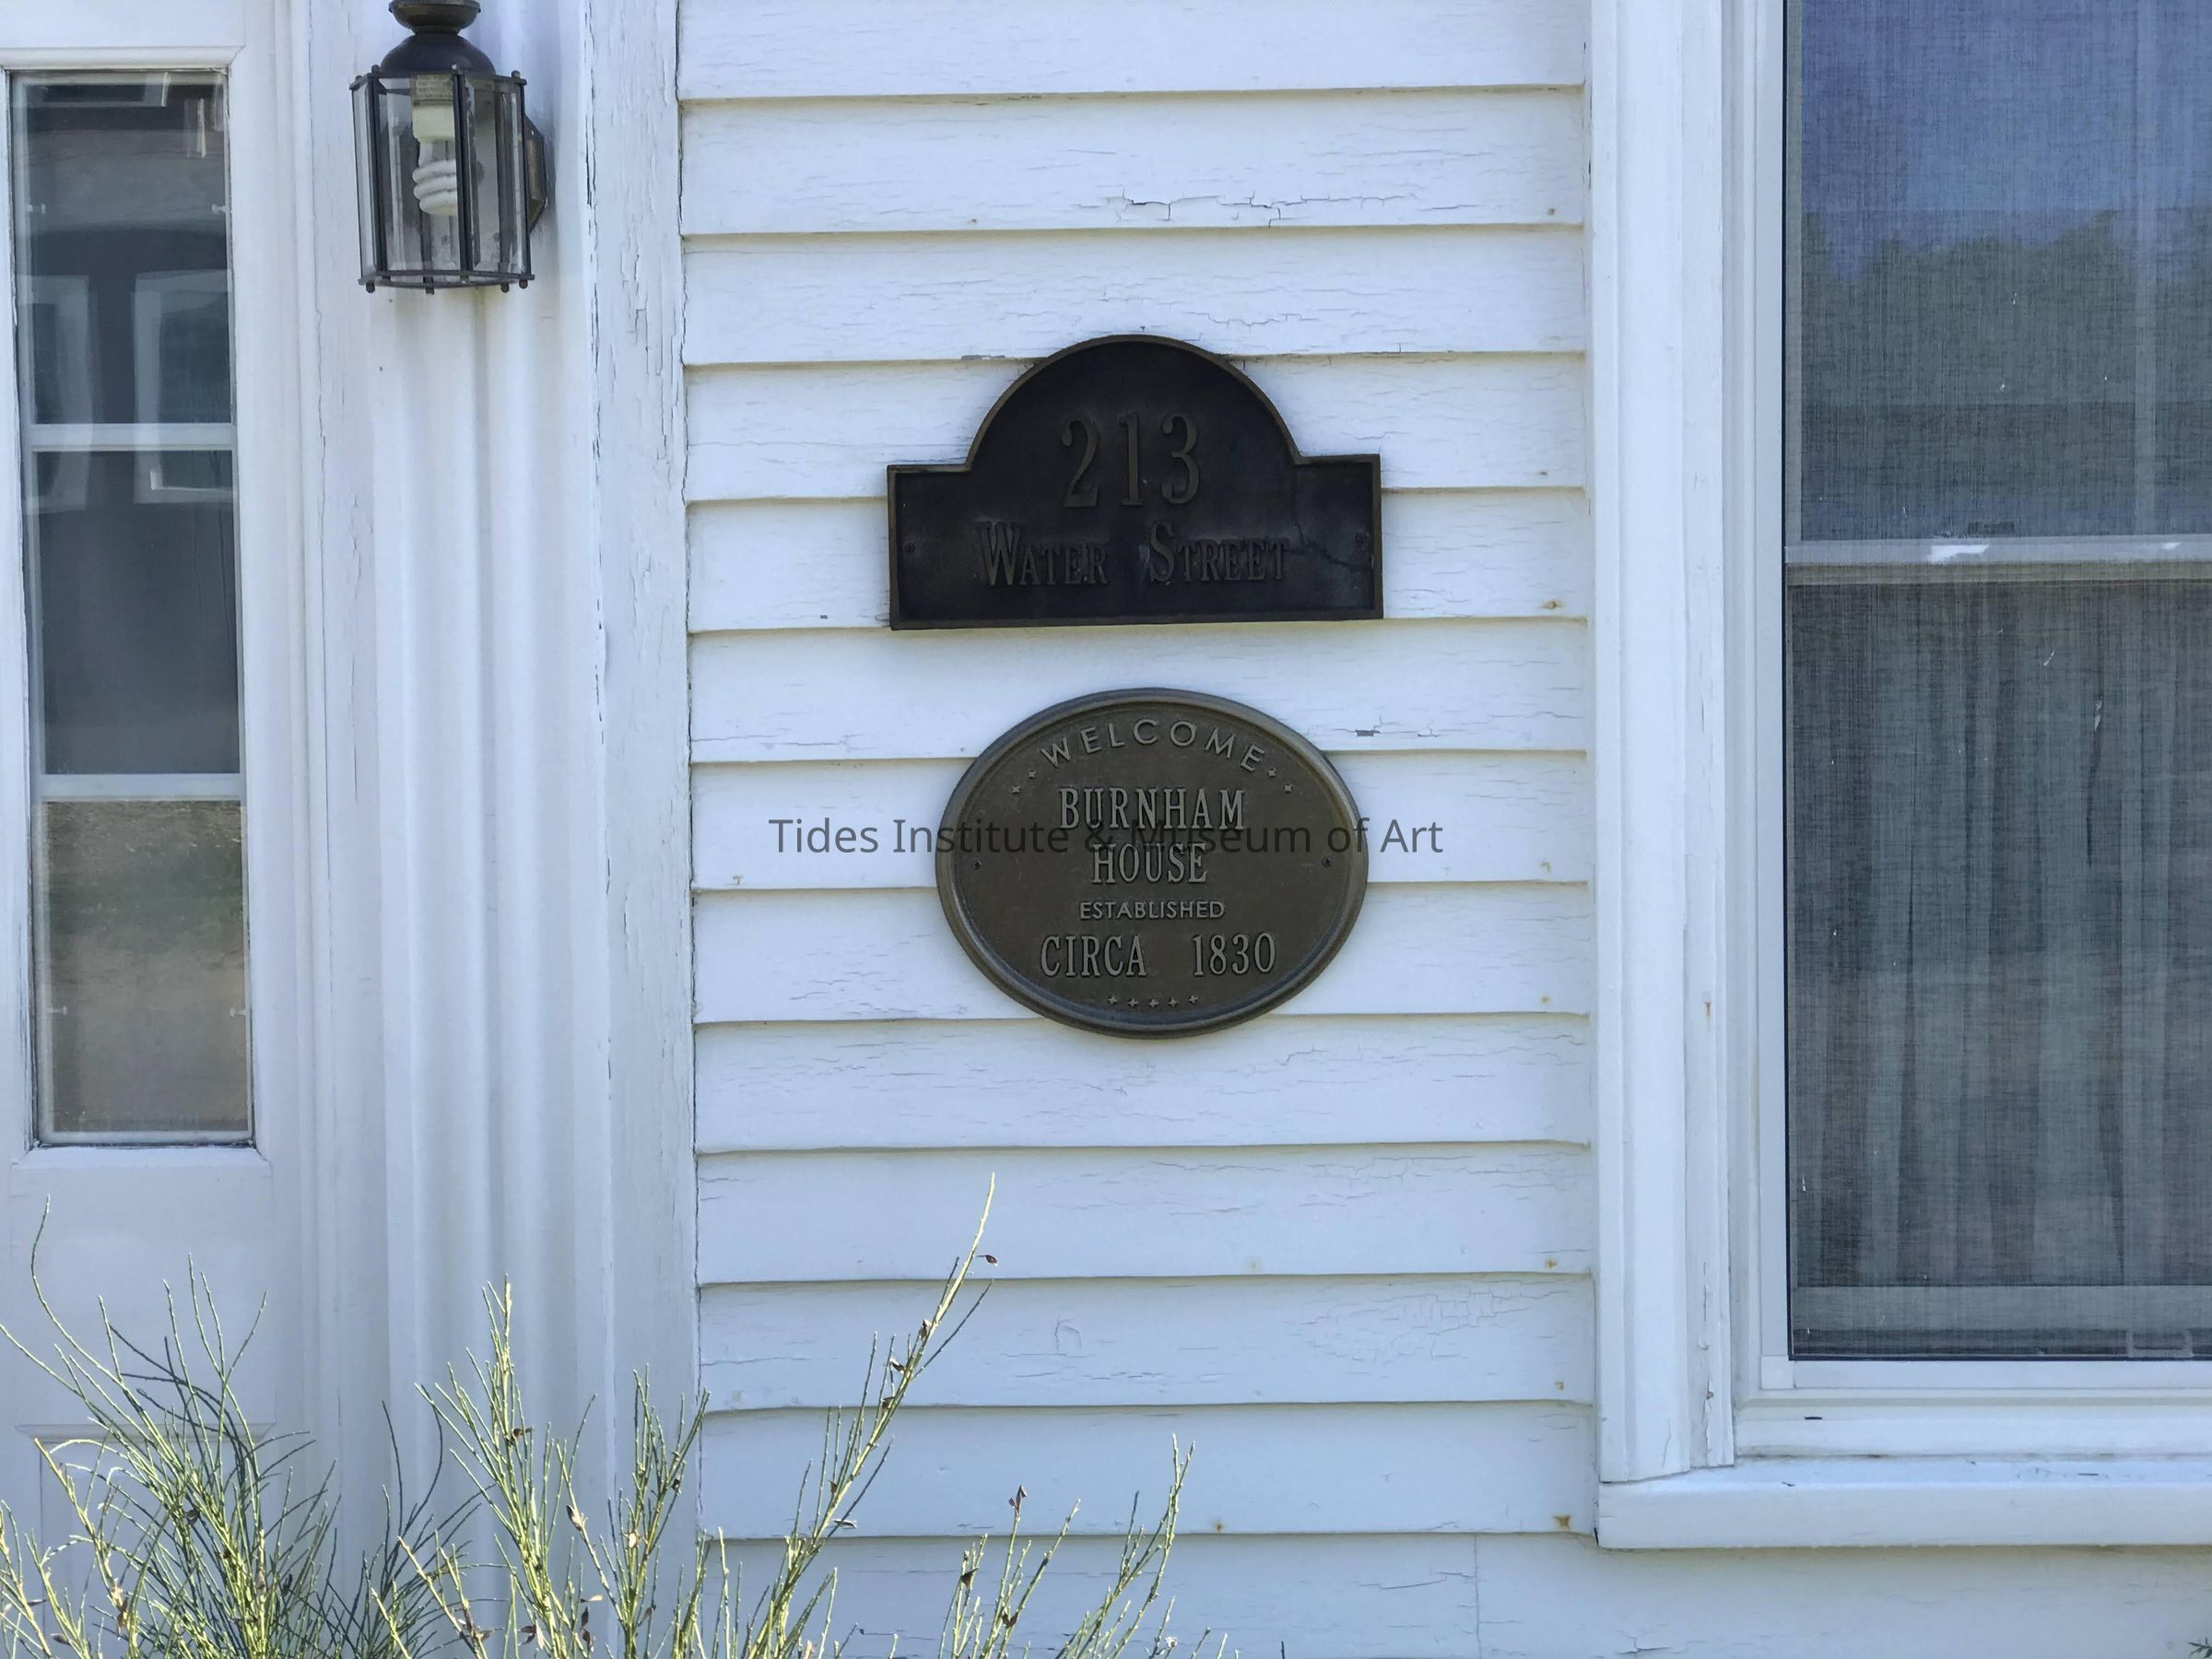 213
WATER STREET
WELCOME
BURNHAM
Tides Institute & Museum of Art
HOUSE
ESTABLISHED
CIRCA 1830